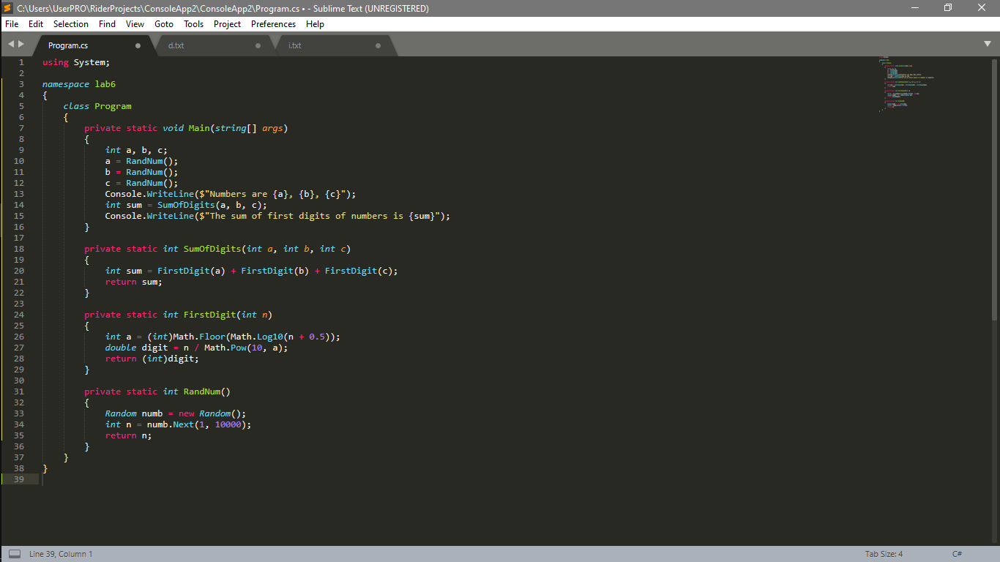 C:\Users\UserPRO\RiderProjects\ConsoleApp2\ConsoleApp2\Program.cs • - Sublime Text (UNREGISTERED)
File Edit Selection Find View Goto Tools Project Preferences Help
Program.cs d.txt i.txt
1 using System;
2
3 namespace lab6
4 {
5     class Program
6     {
7         private static void Main(string[] args)
8         {
9             int a, b, c;
10             a = RandNum();
11             b = RandNum();
12             c = RandNum();
13             Console.WriteLine($"Numbers are {a}, {b}, {c}");
14             int sum = SumOfDigits(a, b, c);
15             Console.WriteLine($"The sum of first digits of numbers is {sum}");
16         }
17
18         private static int SumOfDigits(int a, int b, int c)
19         {
20             int sum = FirstDigit(a) + FirstDigit(b) + FirstDigit(c);
21             return sum;
22         }
23
24         private static int FirstDigit(int n)
25         {
26             int a = (int)Math.Floor(Math.Log10(n + 0.5));
27             double digit = n / Math.Pow(10, a);
28             return (int)digit;
29         }
30
31         private static int RandNum()
32         {
33             Random numb = new Random();
34             int n = numb.Next(1, 10000);
35             return n;
36         }
37     }
38 }
39
Line 39, Column 1 Tab Size: 4 C#